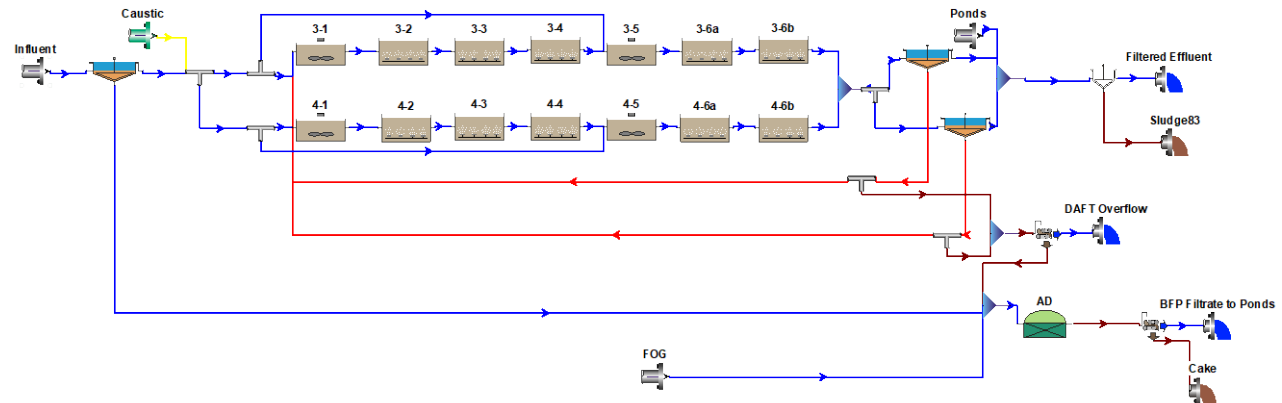 Caustic
Influent
3-1
3-2
3-3
3-4
3-5
3-6a
3-6b
Ponds
Filtered Effluent
4-1
4-2
4-3
4-4
4-5
4-6a
4-6b
Sludge83
DAFT Overflow
AD
BFP Filtrate to Ponds
FOG
Cake